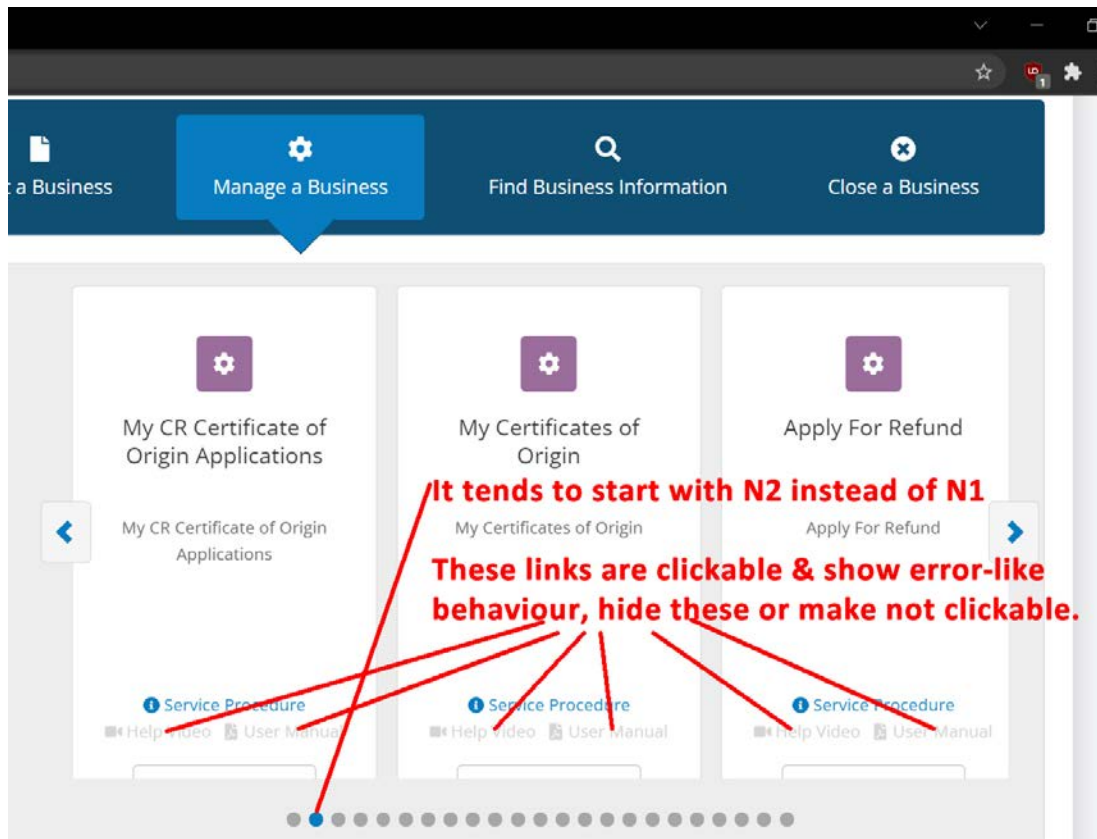 1
a Business
Manage a Business
Find Business Information
Close a Business
My CR Certificate of
Origin Applications
My CR Certificate of Origin
Applications
Service Procedure
Help Video User Manual
My Certificates of
Origin
My Certificates of Origin
Service Procedure
Help Video User Manual
Apply For Refund
Apply For Refund
Service Procedure
Help Video User Manual
It tends to start with N2 instead of N1
These links are clickable & show error-like
behaviour, hide these or make not clickable.